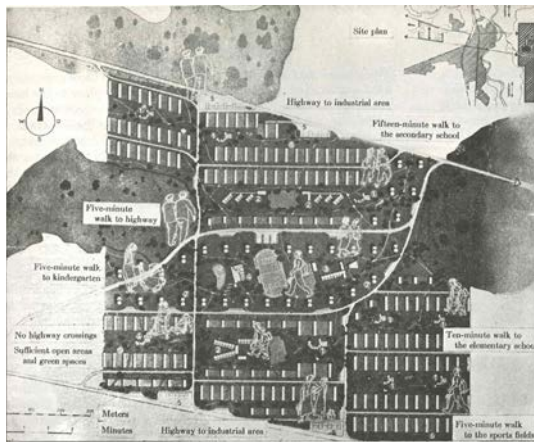 Site plan
Highway to industrial area
Fifteen-minute walk to
the secondary school
Five-minute
walk to highway
Five-minute walk
to kindergarten
No highway crossings
Sufficient open areas
and green spaces
Ten-minute walk to
the elementary school
Meters
Minutes
Highway to industrial area
Five-minute walk
to the sports fields